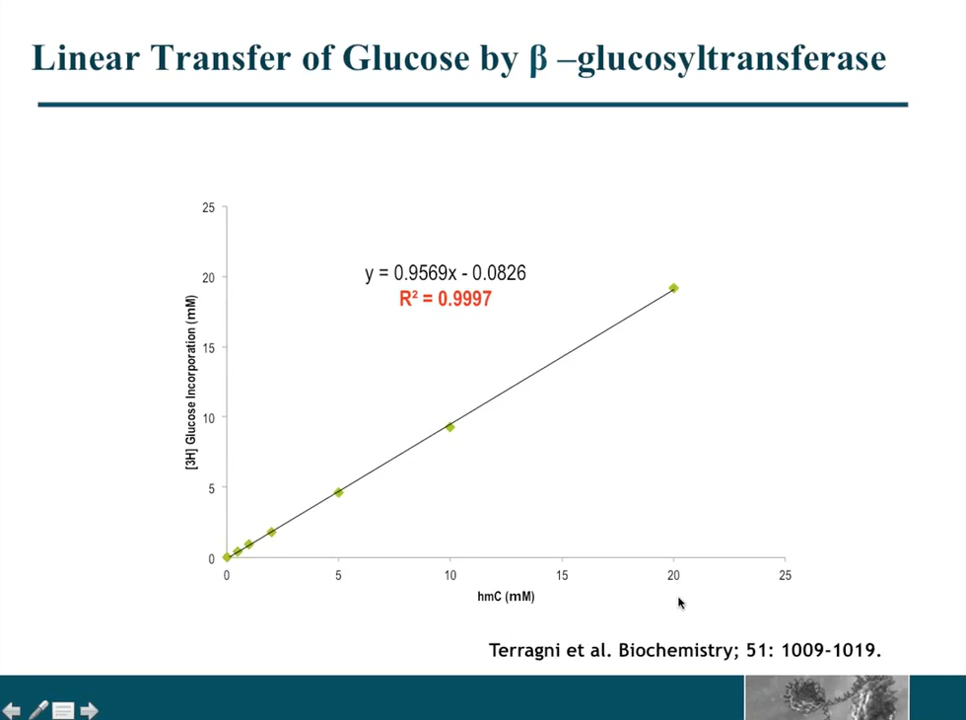 Linear Transfer of Glucose by β –glucosyltransferase
25
20
15
10
5
0
[3H] Glucose Incorporation (mM)
y = 0.9569x - 0.0826
R² = 0.9997
0 5 10 15 20 25
hmC (mM)
Terragni et al. Biochemistry; 51: 1009-1019.